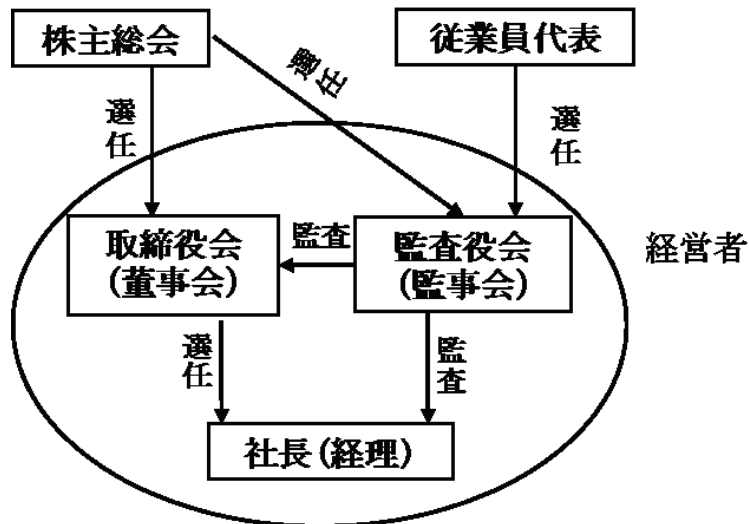 株主総会
従業員代表
選任
選任
選任
取締役会
(董事会)
監査
監査役会
(監事会)
経営者
選任
監査
社長(経理)